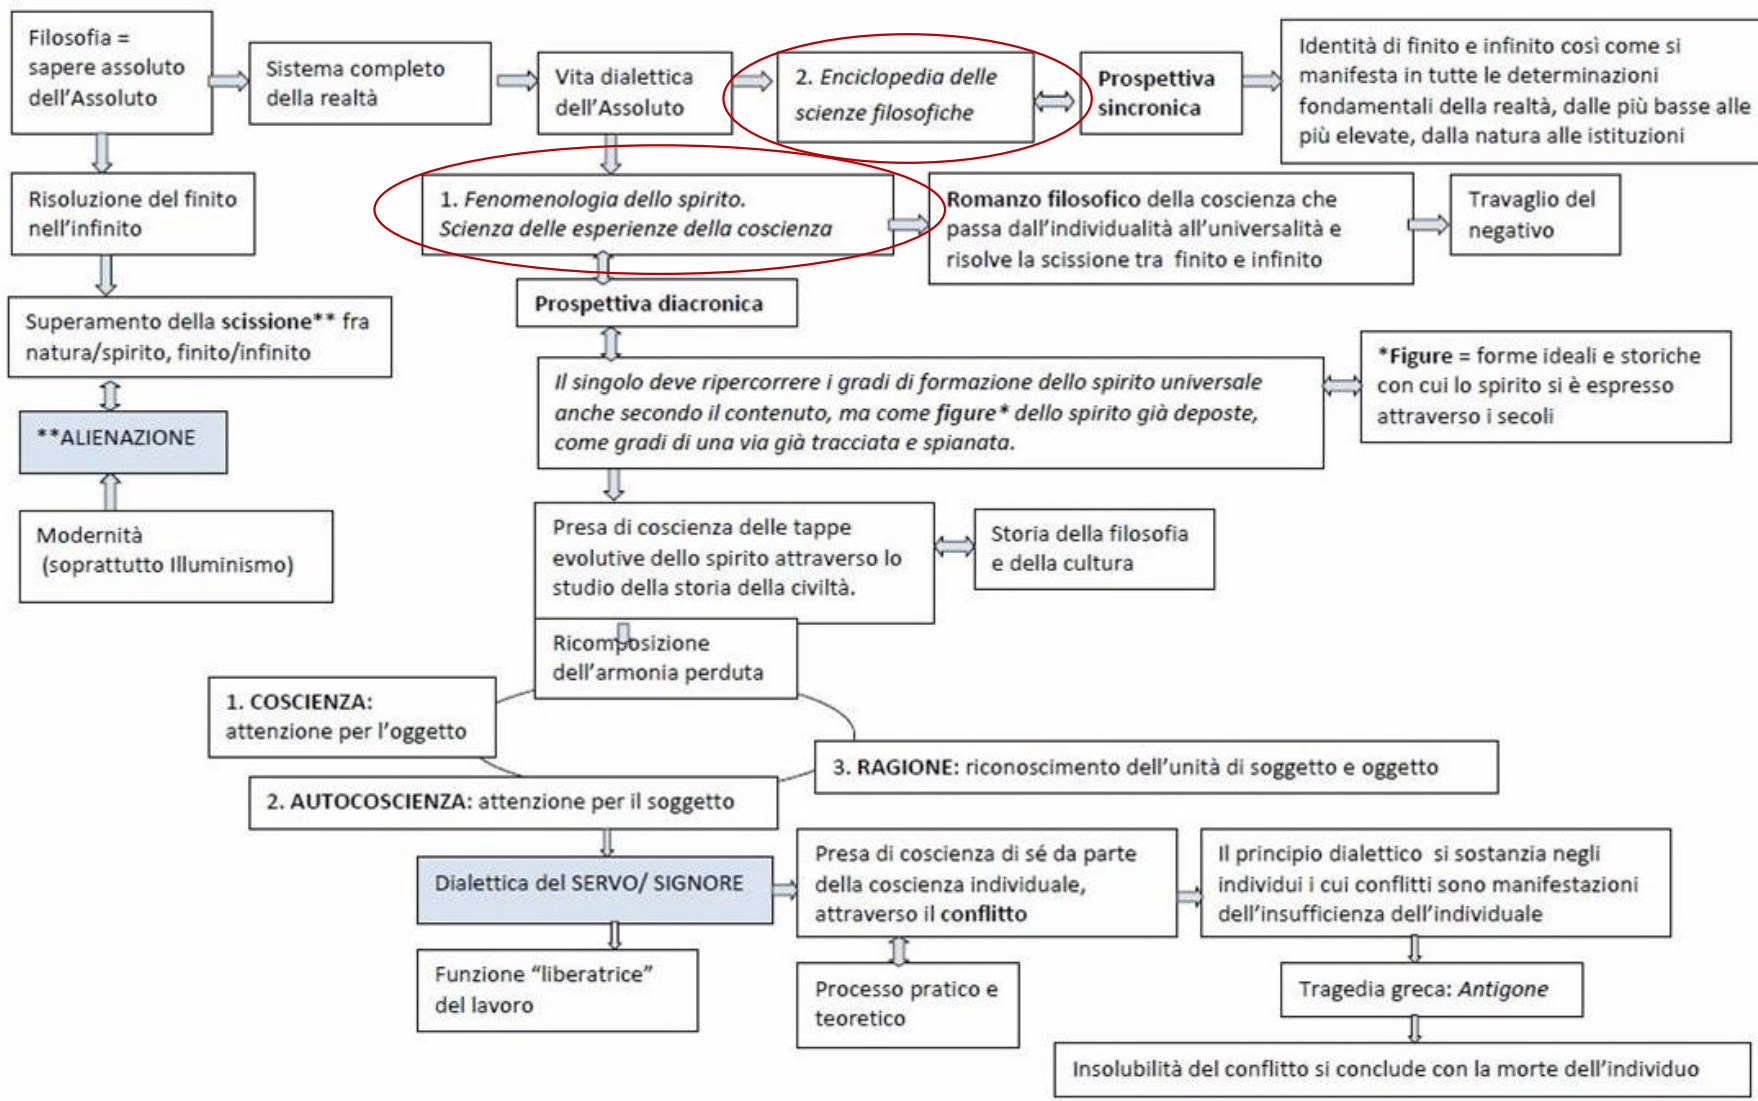 Filosofia =
sapere assoluto
dell'Assoluto
Sistema completo
della realtà
Vita dialettica
dell'Assoluto
2. Enciclopedia delle
scienze filosofiche
Prospettiva
sincronica
Identità di finito e infinito così come si
manifesta in tutte le determinazioni
fondamentali della realtà, dalle più basse alle
più elevate, dalla natura alle istituzioni
Risoluzione del finito
nell'infinito
1. Fenomenologia dello spirito.
Scienza delle esperienze della coscienza
Romanzo filosofico della coscienza che
passa dall'individualità all'universalità e
risolve la scissione tra finito e infinito
Travaglio del
negativo
Prospettiva diacronica
Superamento della scissione** fra
natura/spirito, finito/infinito
Il singolo deve ripercorrere i gradi di formazione dello spirito universale
anche secondo il contenuto, ma come figure* dello spirito già deposte,
come gradi di una via già tracciata e spianata.
*Figure = forme ideali e storiche
con cui lo spirito si è espresso
attraverso i secoli
**ALIENAZIONE
Modernità
(soprattutto Illuminismo)
Presa di coscienza delle tappe
evolutive dello spirito attraverso lo
studio della storia della civiltà.
Storia della filosofia
e della cultura
Ricomposizione
dell'armonia perduta
1. COSCIENZA:
attenzione per l'oggetto
3. RAGIONE: riconoscimento dell'unità di soggetto e oggetto
2. AUTOCOSCIENZA: attenzione per il soggetto
Dialettica del SERVO/ SIGNORE
Presa di coscienza di sé da parte
della coscienza individuale,
attraverso il conflitto
Il principio dialettico si sostanzia negli
individui i cui conflitti sono manifestazioni
dell'insufficienza dell'individuale
Funzione "liberatrice"
del lavoro
Processo pratico e
teoretico
Tragedia greca: Antigone
Insolubilità del conflitto si conclude con la morte dell'individuo